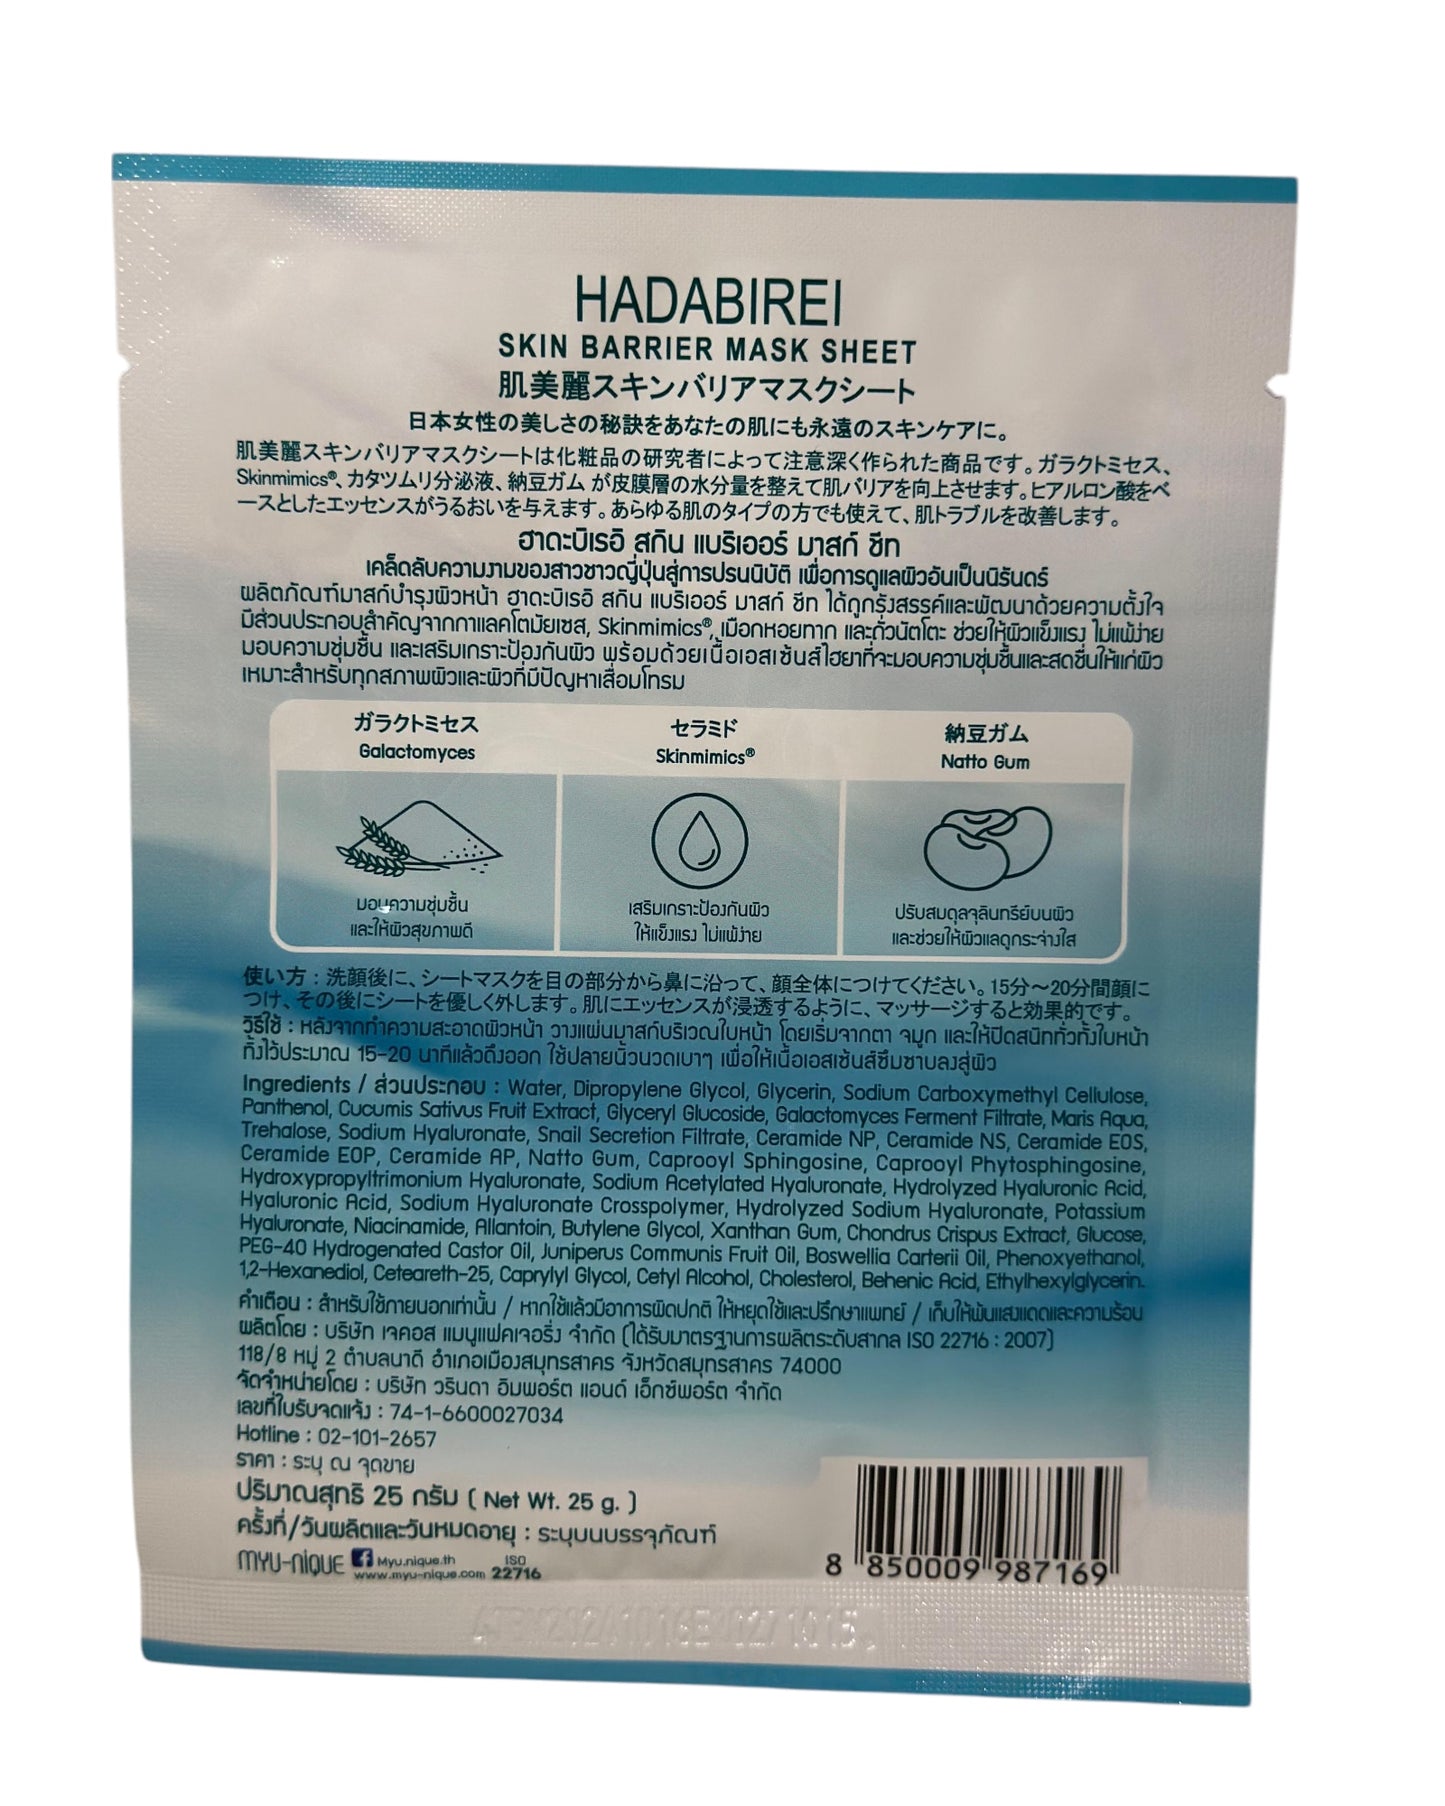 HADABIREI
SKIN BARRIER MASK SHEET
肌美麗スキンバリアマスクシート
日本女性の美しさの秘訣をあなたの肌にも永遠のスキンケアに。
肌美麗スキンバリアマスクシートは化粧品の研究者によって注意深く作られた商品です。ガラクトミセス、
Skinmimics®、カタツムリ分泌液、納豆ガム が皮膜層の水分量を整えて肌バリアを向上させます。ヒアルロン酸をベ
ースとしたエッセンスがうるおいを与えます。あらゆる肌のタイプの方でも使えて、肌トラブルを改善します。
ฮาดะบิเรอิ สกิน แบริเออร์ มาสก์ ชีท
เคล็ดลับความงามของสาวชาวญี่ปุ่นสู่การปรนนิบัติ เพื่อการดูแลผิวอันเป็นนิรันดร์
ผลิตภัณฑ์มาสก์บำรุงผิวหน้า ฮาดะบิเรอิ สกิน แบริเออร์ มาสก์ ชีท ได้ถูกรังสรรค์และพัฒนาด้วยความตั้งใจ
มีส่วนประกอบสำคัญจากกาแลคโตมัยเซส, Skinmimics®, เมือกหอยทาก และถั่วนัตโตะ ช่วยให้ผิวแข็งแรง ไม่แพ้ง่าย
มอบความชุ่มชื้น และเสริมเกราะป้องกันผิว พร้อมด้วยเนื้อเอสเซ้นส์ไฮยาที่จะมอบความชุ่มชื้นและสดชื่นให้แก่ผิว
เหมาะสำหรับทุกสภาพผิวและผิวที่มีปัญหาเสื่อมโทรม
ガラクトミセス
Galactomyces
セラミド
Skinmimics®
納豆ガム
Natto Gum
มอบความชุ่มชื้น
และให้ผิวสุขภาพดี
เสริมเกราะป้องกันผิว
ให้แข็งแรง ไม่แพ้ง่าย
ปรับสมดุลจุลินทรีย์บนผิว
และช่วยให้ผิวแลดูกระจ่างใส
使い方 : 洗顔後に、シートマスクを目の部分から鼻に沿って、顔全体につけてください。15分～20分間顔に
つけ、その後にシートを優しく外します。肌にエッセンスが浸透するように、マッサージすると効果的です。
วิธีใช้ : หลังจากทำความสะอาดผิวหน้า วางแผ่นมาสก์บริเวณใบหน้า โดยเริ่มจากตา จมูก และให้ปิดสนิททั่วทั้งใบหน้า
ทิ้งไว้ประมาณ 15-20 นาทีแล้วดึงออก ใช้ปลายนิ้วนวดเบาๆ เพื่อให้เนื้อเอสเซ้นส์ซึมซาบลงสู่ผิว
Ingredients / ส่วนประกอบ : Water, Dipropylene Glycol, Glycerin, Sodium Carboxymethyl Cellulose,
Panthenol, Cucumis Sativus Fruit Extract, Glyceryl Glucoside, Galactomyces Ferment Filtrate, Maris Aqua,
Trehalose, Sodium Hyaluronate, Snail Secretion Filtrate, Ceramide NP, Ceramide NS, Ceramide EOS,
Ceramide EOP, Ceramide AP, Natto Gum, Caprooyl Sphingosine, Caprooyl Phytosphingosine,
Hydroxypropyltrimonium Hyaluronate, Sodium Acetylated Hyaluronate, Hydrolyzed Hyaluronic Acid,
Hyaluronic Acid, Sodium Hyaluronate Crosspolymer, Hydrolyzed Sodium Hyaluronate, Potassium
Hyaluronate, Niacinamide, Allantoin, Butylene Glycol, Xanthan Gum, Chondrus Crispus Extract, Glucose,
PEG-40 Hydrogenated Castor Oil, Juniperus Communis Fruit Oil, Boswellia Carterii Oil, Phenoxyethanol,
1,2-Hexanediol, Ceteareth-25, Caprylyl Glycol, Cetyl Alcohol, Cholesterol, Behenic Acid, Ethylhexylglycerin.
คำเตือน : สำหรับใช้ภายนอกเท่านั้น / หากใช้แล้วมีอาการผิดปกติ ให้หยุดใช้และปรึกษาแพทย์ / เก็บให้พ้นแสงแดดและความร้อน
ผลิตโดย : บริษัท เจคอส แมนูแฟคเจอริ่ง จำกัด (ได้รับมาตรฐานการผลิตระดับสากล ISO 22716 : 2007)
118/8 หมู่ 2 ตำบลนาดี อำเภอเมืองสมุทรสาคร จังหวัดสมุทรสาคร 74000
จัดจำหน่ายโดย : บริษัท วรินดา อิมพอร์ต แอนด์ เอ็กซ์พอร์ต จำกัด
เลขที่ใบรับจดแจ้ง : 74-1-6600027034
Hotline : 02-101-2657
ราคา : ระบุ ณ จุดขาย
ปริมาณสุทธิ 25 กรัม ( Net Wt. 25 g. )
ครั้งที่/วันผลิตและวันหมดอายุ : ระบุบนบรรจุภัณฑ์
MYU-NIQUE Myu.nique.th
www.myu-nique.com
ISO
22716
8 850009 987169